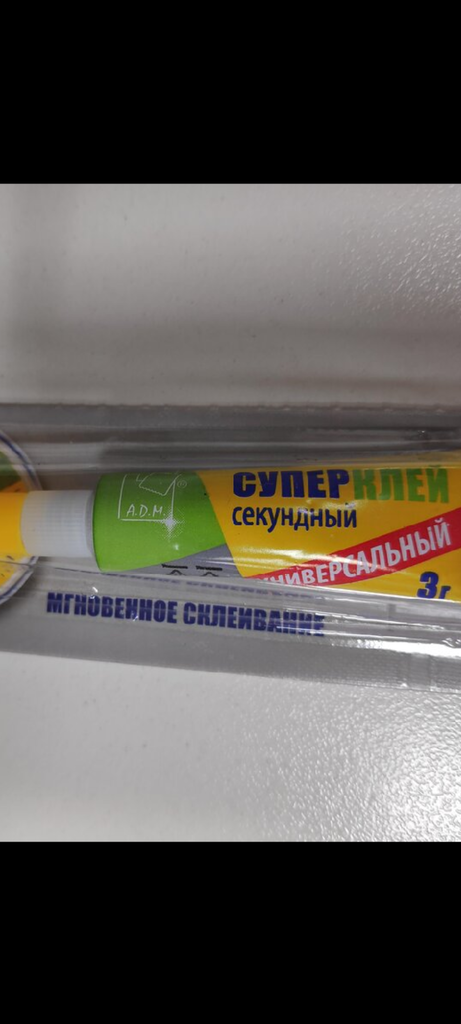 СУПЕРКЛЕЙ
секундный
УНИВЕРСАЛЬНЫЙ
3г
A.D.M.
МГНОВЕННОЕ СКЛЕИВАНИЕ